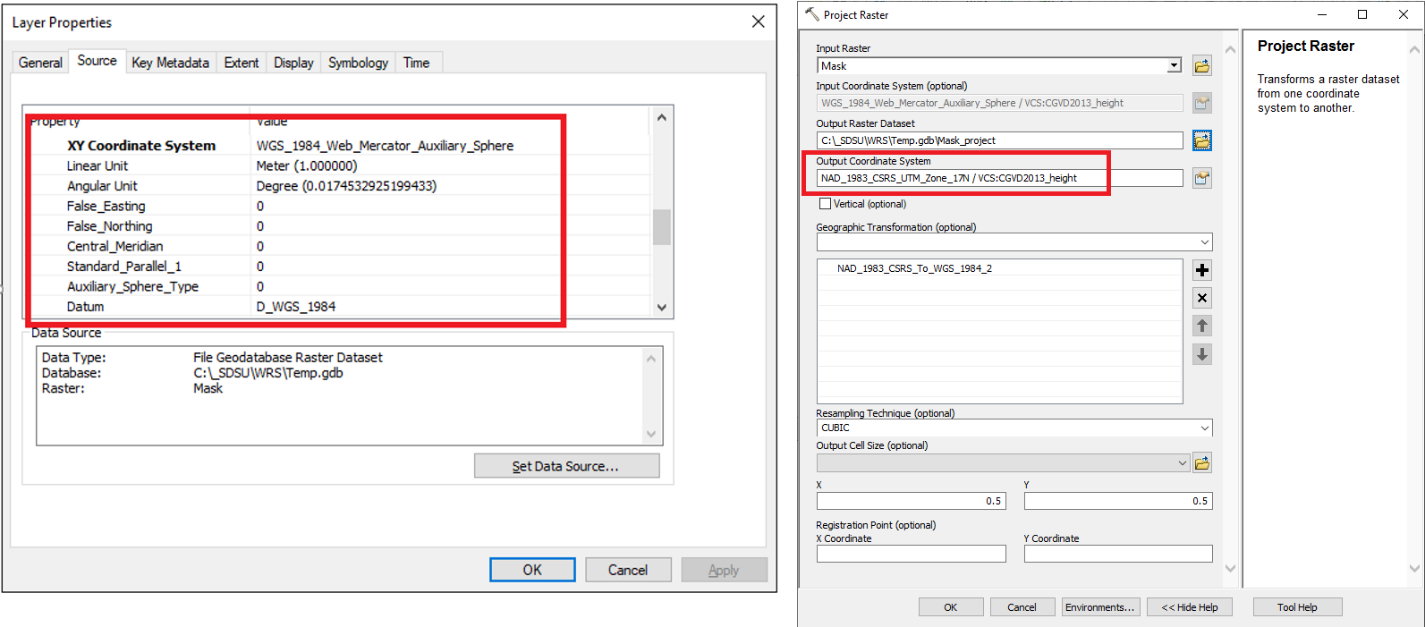 Layer Properties
General Source Key Metadata Extent Display Symbology Time
Property Value
XY Coordinate System WGS_1984_Web_Mercator_Auxiliary_Sphere
Linear Unit Meter (1.000000)
Angular Unit Degree (0.0174532925199433)
False_Easting 0
False_Northing 0
Central_Meridian 0
Standard_Parallel_1 0
Auxiliary_Sphere_Type 0
Datum D_WGS_1984
Data Source
Data Type: File Geodatabase Raster Dataset
Database: C:\_SDSU\WRS\Temp.gdb
Raster: Mask
Set Data Source...
OK Cancel Apply
Project Raster
Input Raster
Mask
Input Coordinate System (optional)
WGS_1984_Web_Mercator_Auxiliary_Sphere / VCS:CGVD2013_height
Output Raster Dataset
C:\_SDSU\WRS\Temp.gdb\Mask_project
Output Coordinate System
NAD_1983_CSRS_UTM_Zone_17N / VCS:CGVD2013_height
Vertical (optional)
Geographic Transformation (optional)
NAD_1983_CSRS_To_WGS_1984_2
Resampling Technique (optional)
CUBIC
Output Cell Size (optional)
X Y
0.5 0.5
Registration Point (optional)
X Coordinate Y Coordinate
OK Cancel Environments... << Hide Help Tool Help
Project Raster
Transforms a raster dataset
from one coordinate
system to another.